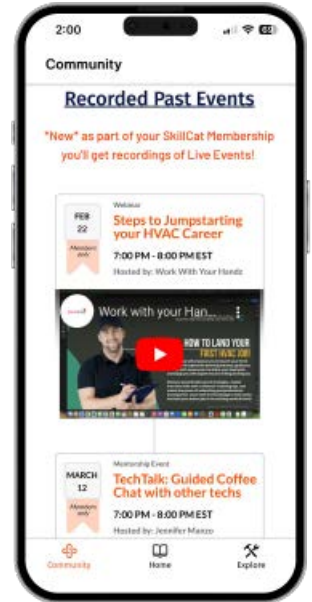 2:00
69
Community
Recorded Past Events
"New" as part of your SkillCat Membership
you'll get recordings of Live Events!
Webinar
FEB
22
Members
only
Steps to Jumpstarting
your HVAC Career
7:00 PM - 8:00 PM EST
Hosted by: Work With Your Handz
Work with your Han...
HOW TO LAND YOUR
FIRST HVAC JOB!
Mentorship Event
MARCH
12
Members
only
TechTalk: Guided Coffee
Chat with other techs
7:00 PM - 8:00 PM EST
Hosted by: Jennifer Manzo
Community
Home
Explore